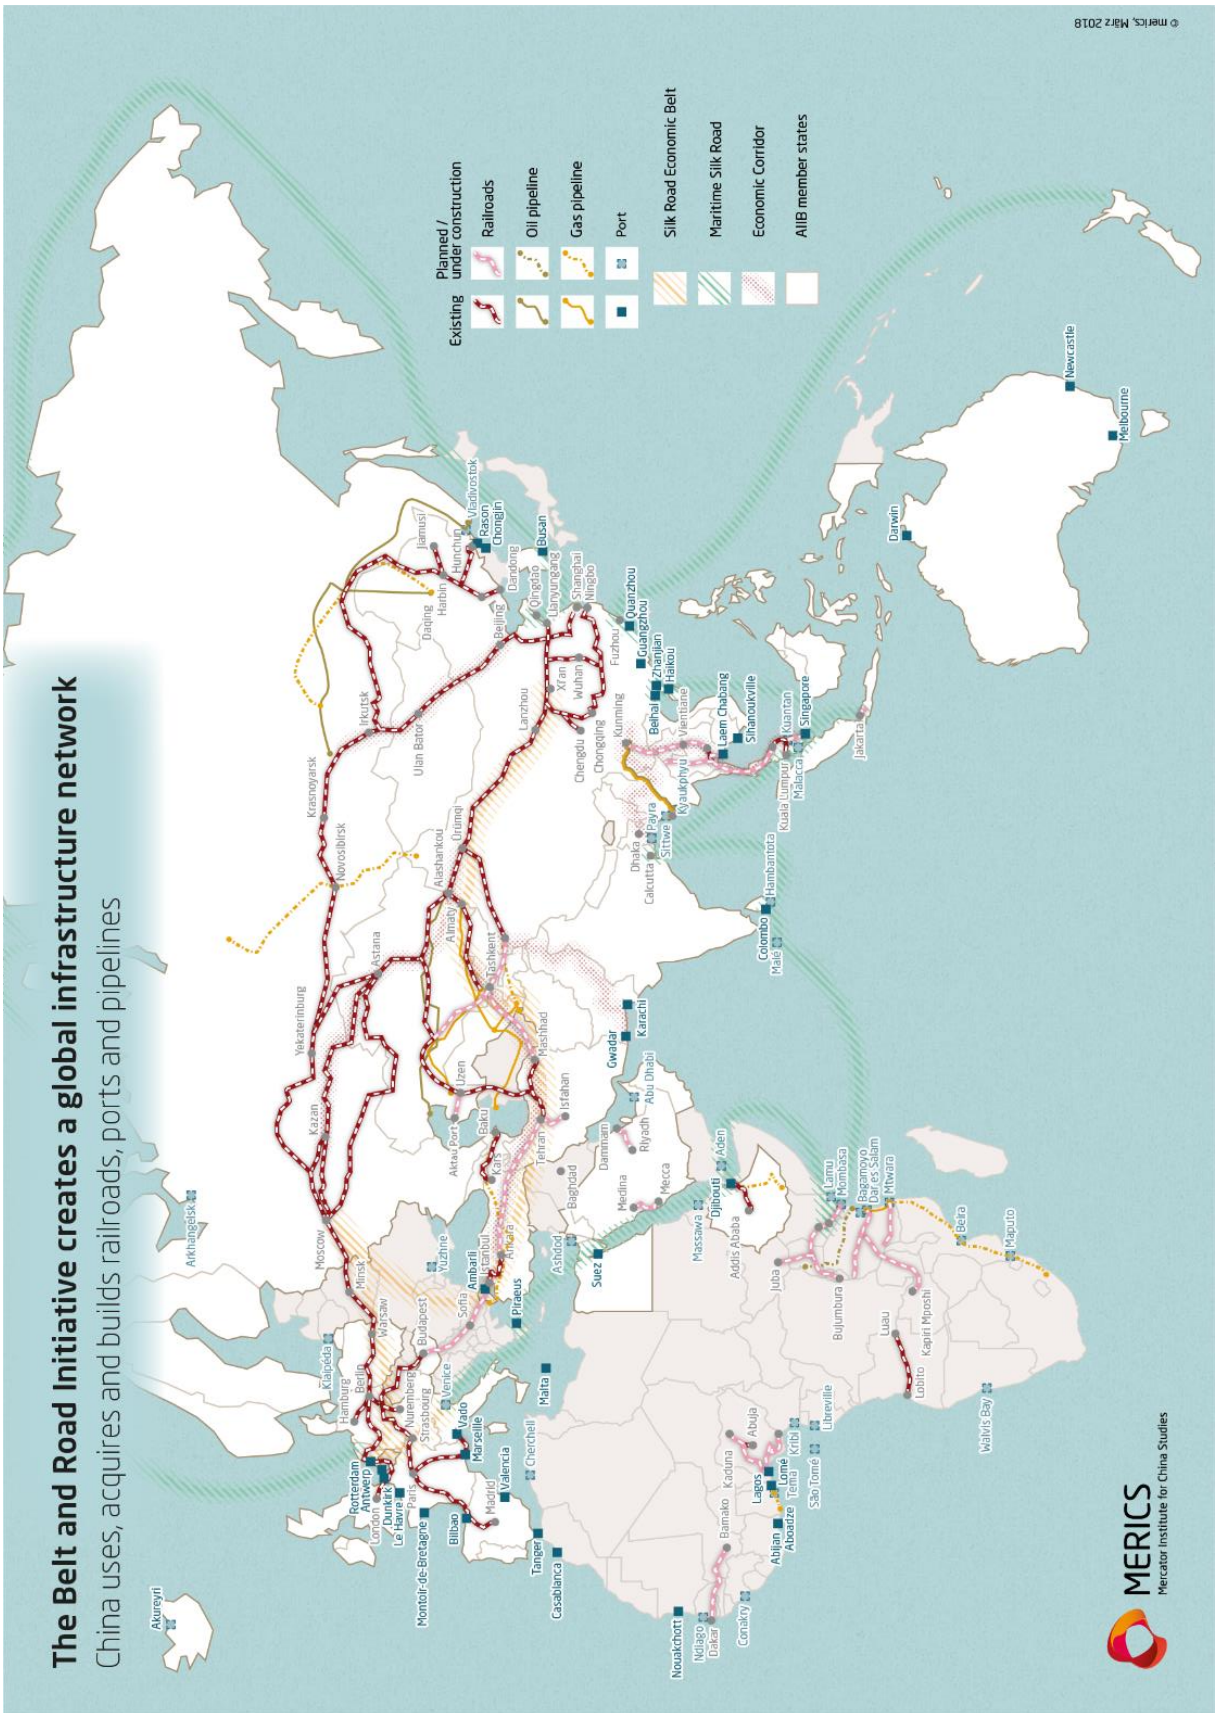 The Belt and Road Initiative creates a global infrastructure network
China uses, acquires and builds railroads, ports and pipelines
Existing
Planned /
under construction
Railroads
Oil pipeline
Gas pipeline
Port
Silk Road Economic Belt
Maritime Silk Road
Economic Corridor
AIIB member states
Akureyri
Arkhangelsk
Klaipėda
Hamburg
Berlin
Rotterdam
Antwerp
London
Dunkirk
Le Havre
Paris
Montoir-de-Bretagne
Bilbao
Madrid
Valencia
Marseille
Vado
Venice
Strasbourg
Nuremberg
Budapest
Warsaw
Minsk
Moscow
Kazan
Yekaterinburg
Novosibirsk
Krasnoyarsk
Irkutsk
Ulan Bator
Astana
Alashankou
Almaty
Ürümqi
Lanzhou
Tashkent
Mashhad
Uzen
Aktau Port
Baku
Kars
Tehran
Isfahan
Baghdad
Yuzhne
Ambarli
Istanbul
Ankara
Sofia
Piraeus
Malta
Cherchell
Tanger
Casablanca
Ashdod
Suez
Dammam
Riyadh
Medina
Mecca
Abu Dhabi
Gwadar
Karachi
Massawa
Djibouti
Aden
Addis Ababa
Juba
Lamu
Mombasa
Bagamoyo
Dar es Salam
Mtwara
Bujumbura
Kapiri Mposhi
Luau
Lobito
Beira
Maputo
Walvis Bay
Nouakchott
Ndiago
Dakar
Conakry
Bamako
Kaduna
Abuja
Lagos
Abijan
Aboadze
Tema
Lomé
Kribi
São Tomé
Libreville
Colombo
Hambantota
Malé
Calcutta
Dhaka
Payra
Sittwe
Kyaukphyu
Kunming
Vientiane
Laem Chabang
Sihanoukville
Kuala Lumpur
Malacca
Kuantan
Singapore
Jakarta
Beihai
Zhanjian
Haikou
Guangzhou
Quanzhou
Fuzhou
Chengdu
Chongqing
Wuhan
Xi'an
Shanghai
Ningbo
Lianyungang
Qingdao
Beijing
Dandong
Daqing
Harbin
Jiamusi
Hunchun
Vladivostok
Rason
Chongjin
Busan
Darwin
Newcastle
Melbourne
MERICS
Mercator Institute for China Studies
© merics, März 2018